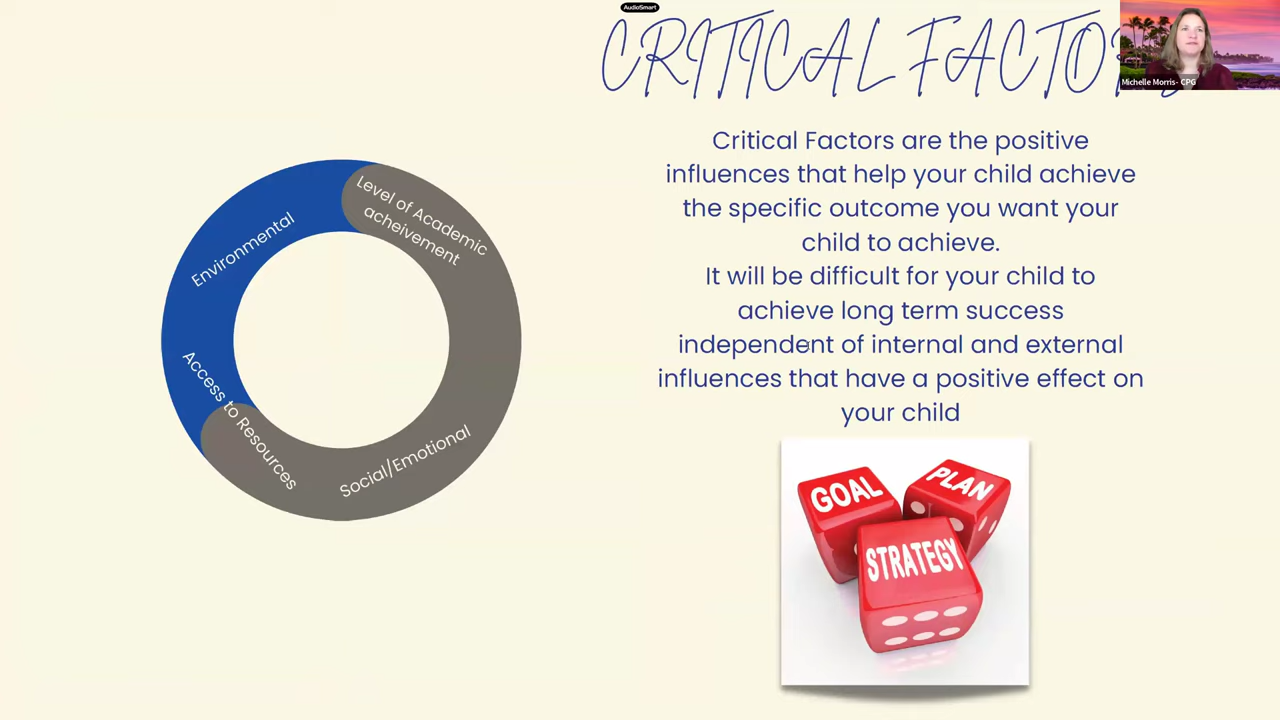 AudioSmart
CRITICAL FACTO
Michelle Morris- CPG
Critical Factors are the positive
influences that help your child achieve
the specific outcome you want your
child to achieve.
It will be difficult for your child to
achieve long term success
independent of internal and external
influences that have a positive effect on
your child
Environmental
Level of Academic
acheivement
Access to Resources
Social/Emotional
GOAL
PLAN
STRATEGY